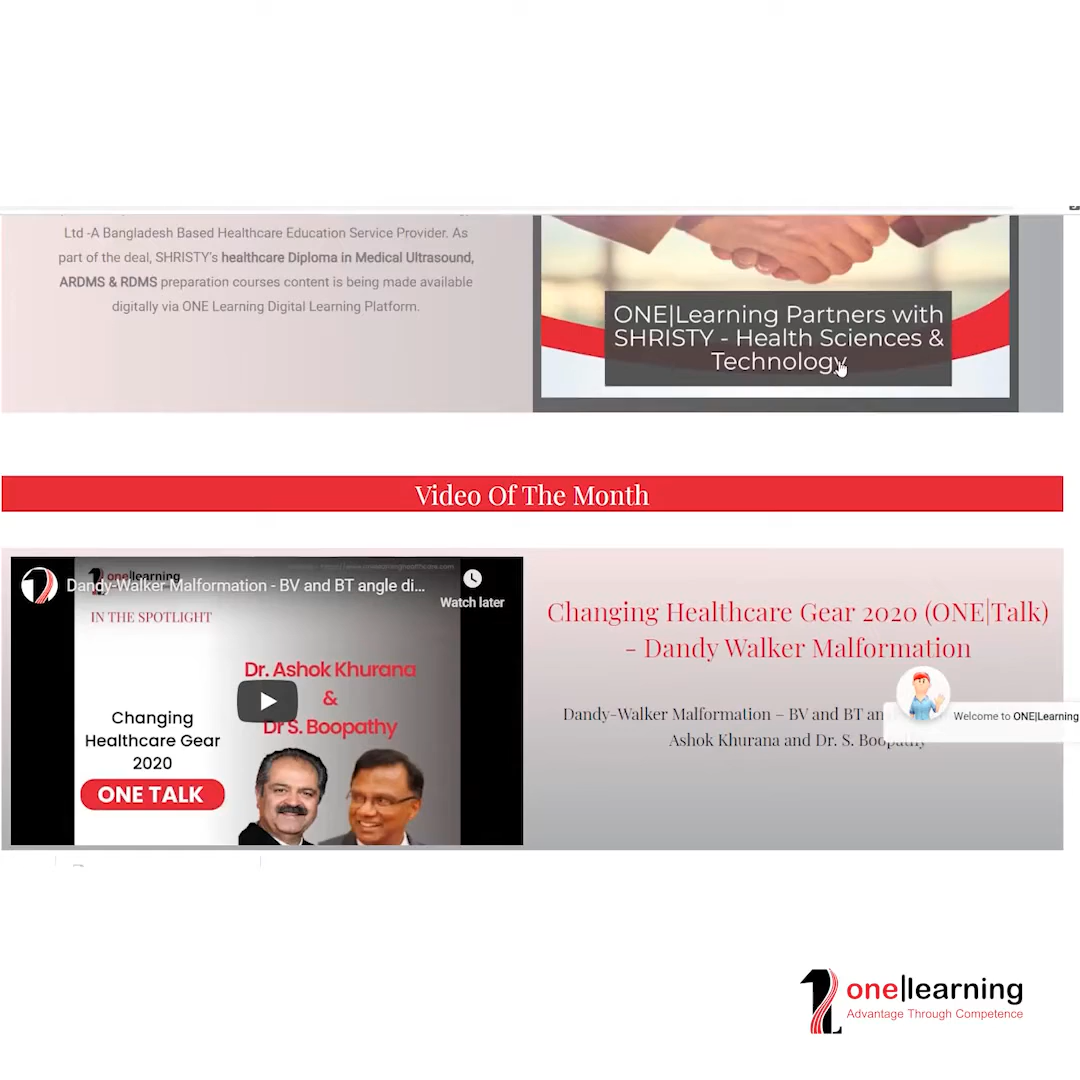 Ltd -A Bangladesh Based Healthcare Education Service Provider. As
part of the deal, SHRISTY's healthcare Diploma in Medical Ultrasound,
ARDMS & RDMS preparation courses content is being made available
digitally via ONE Learning Digital Learning Platform.
ONE|Learning Partners with
SHRISTY - Health Sciences &
Technology
Video Of The Month
one|learning
Dandy-Walker Malformation - BV and BT angle di...
Watch later
IN THE SPOTLIGHT
Dr. Ashok Khurana
&
Dr S. Boopathy
Changing
Healthcare Gear
2020
ONE TALK
Changing Healthcare Gear 2020 (ONE|Talk)
- Dandy Walker Malformation
Dandy-Walker Malformation – BV and BT an
Ashok Khurana and Dr. S. Boopathy
Welcome to ONE|Learning
one|learning
Advantage Through Competence